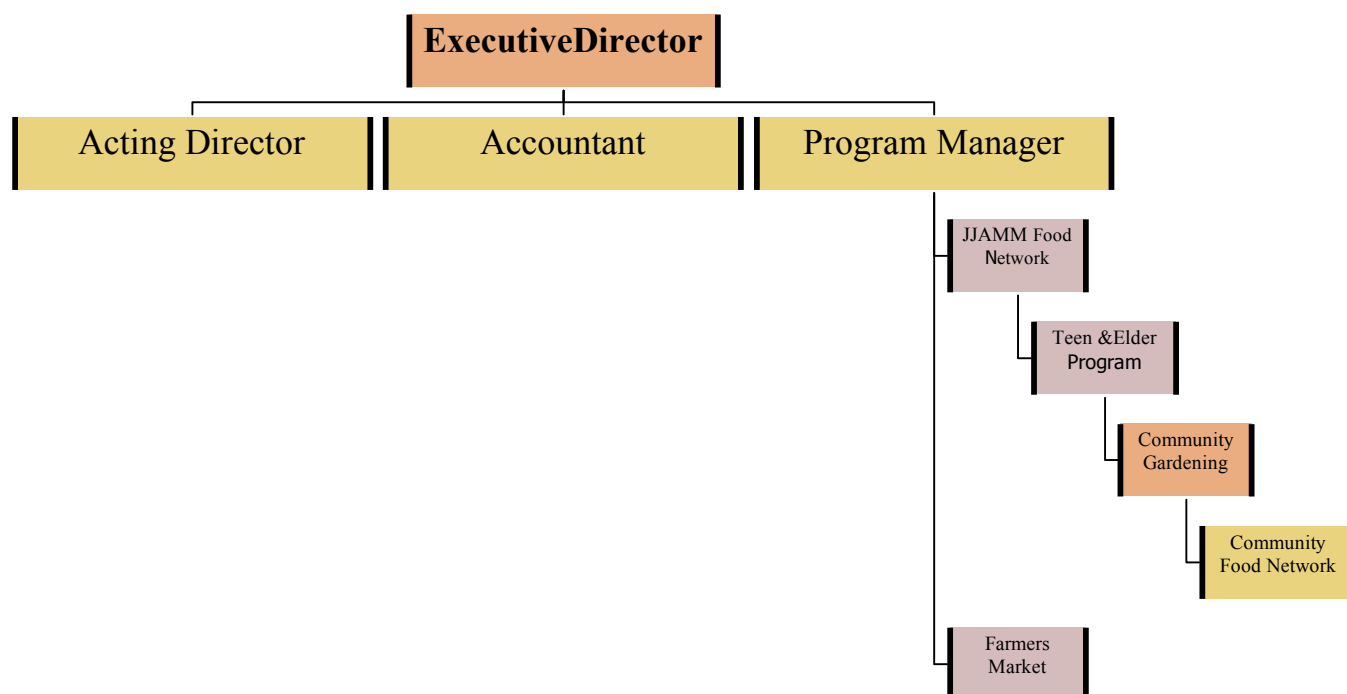 ExecutiveDirector
Acting Director
Accountant
Program Manager
JJAMM Food
Network
Teen &Elder
Program
Community
Gardening
Community
Food Network
Farmers
Market